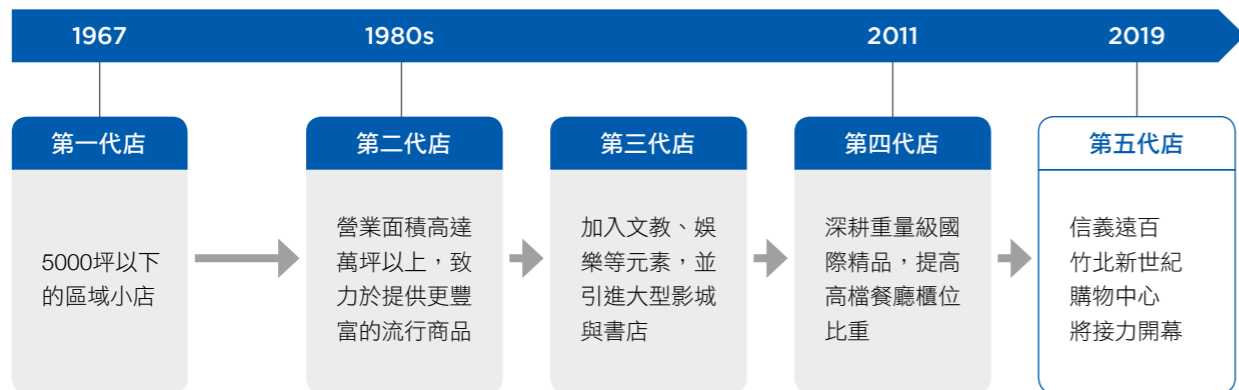 1967
1980s
2011
2019
第一代店
5000坪以下
的區域小店
第二代店
營業面積高達
萬坪以上，致
力於提供更豐
富的流行商品
第三代店
加入文教、娛
樂等元素，並
引進大型影城
與書店
第四代店
深耕重量級國
際精品，提高
高檔餐廳櫃位
比重
第五代店
信義遠百
竹北新世紀
購物中心
將接力開幕